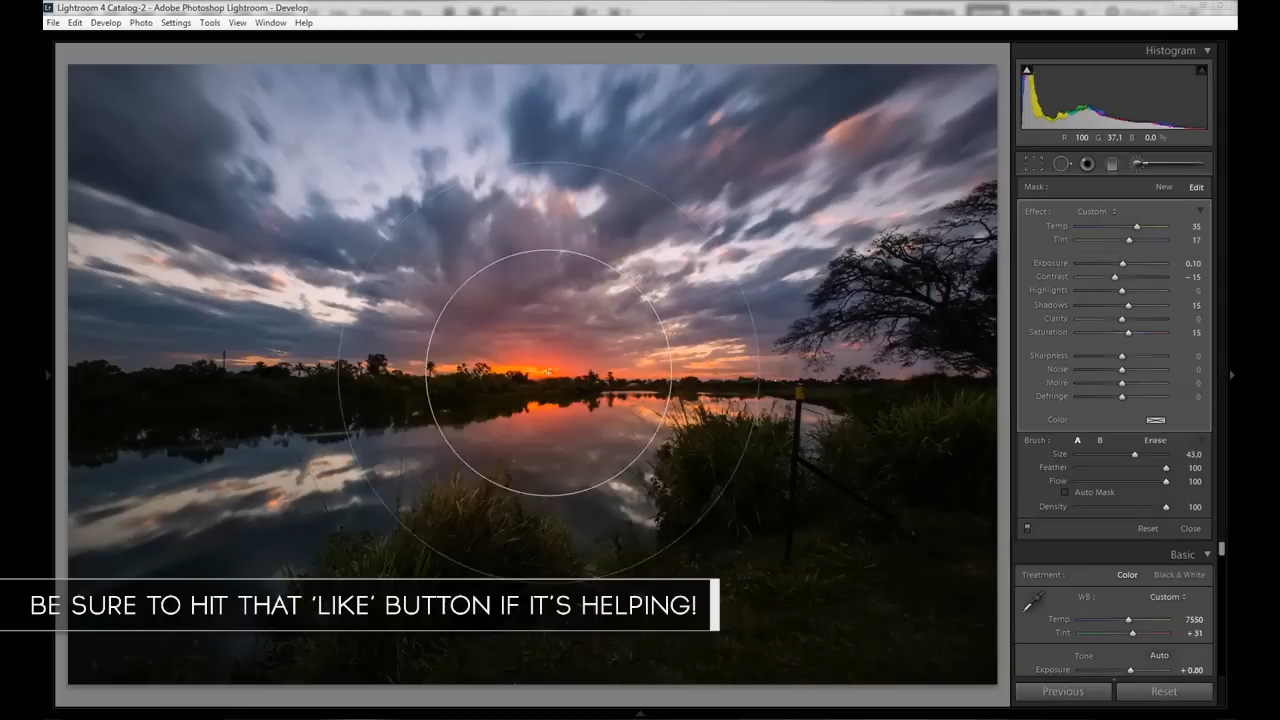 Lightroom 4 Catalog-2 - Adobe Photoshop Lightroom - Develop
File Edit Develop Photo Settings Tools View Window Help
Histogram
R 100 G 37.1 B 0.0 %
Mask : New Edit
Effect : Custom
Temp 35
Tint 17
Exposure 0.10
Contrast – 15
Highlights 0
Shadows 15
Clarity 0
Saturation 15
Sharpness 0
Noise 0
Moiré 0
Defringe 0
Color
Brush : A B Erase
Size 43.0
Feather 100
Flow 100
Auto Mask
Density 100
Reset Close
Basic
Treatment : Color Black & White
WB : Custom
Temp 7550
Tint + 31
Tone Auto
Exposure + 0.80
Previous Reset
BE SURE TO HIT THAT ‘LIKE’ BUTTON IF IT’S HELPING!